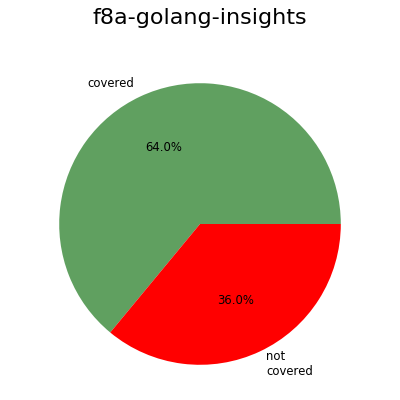 f8a-golang-insights
covered
64.0%
36.0%
not
covered